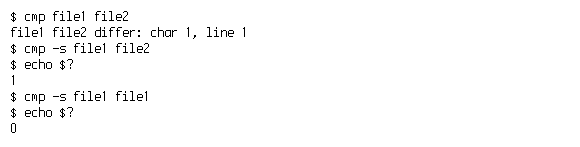 $ cmp file1 file2
file1 file2 differ: char 1, line 1
$ cmp -s file1 file2
$ echo $?
1
$ cmp -s file1 file1
$ echo $?
0